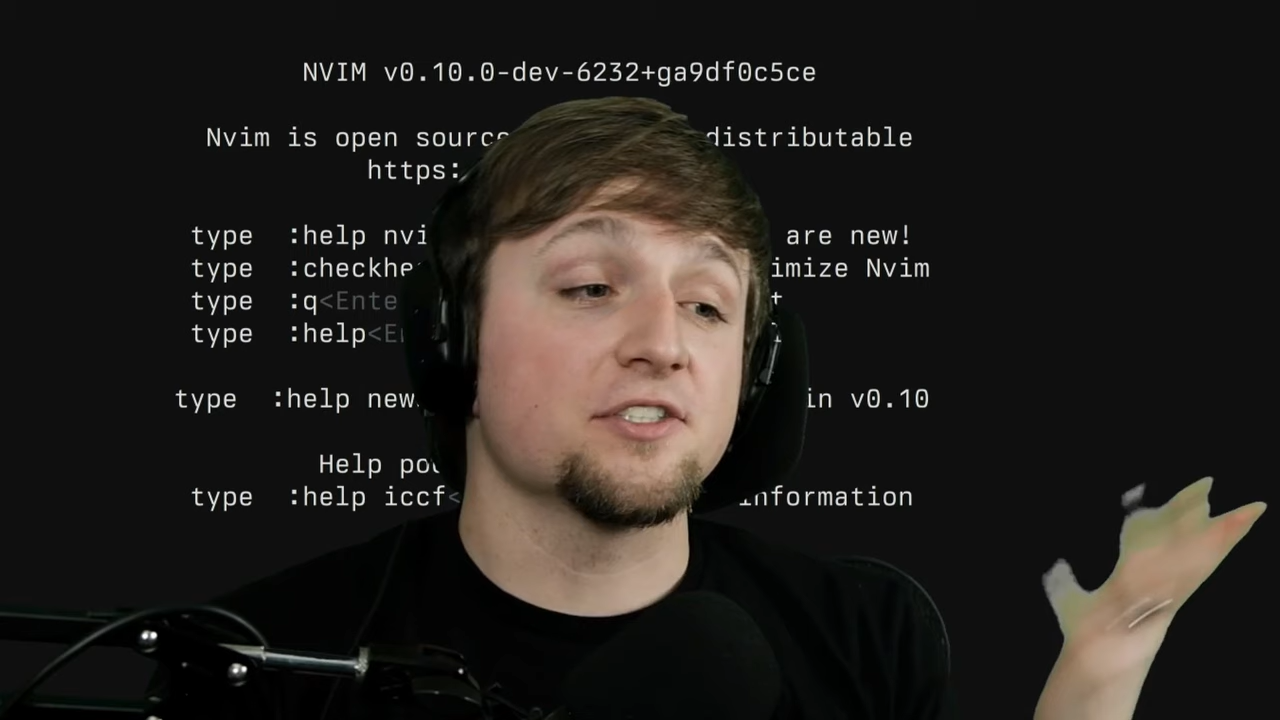 NVIM v0.10.0-dev-6232+ga9df0c5ce
Nvim is open source distributable
https:
type :help nvi are new!
type :checkhe imize Nvim
type :q<Ente
type :help<E
type :help new in v0.10
Help po
type :help iccf< information